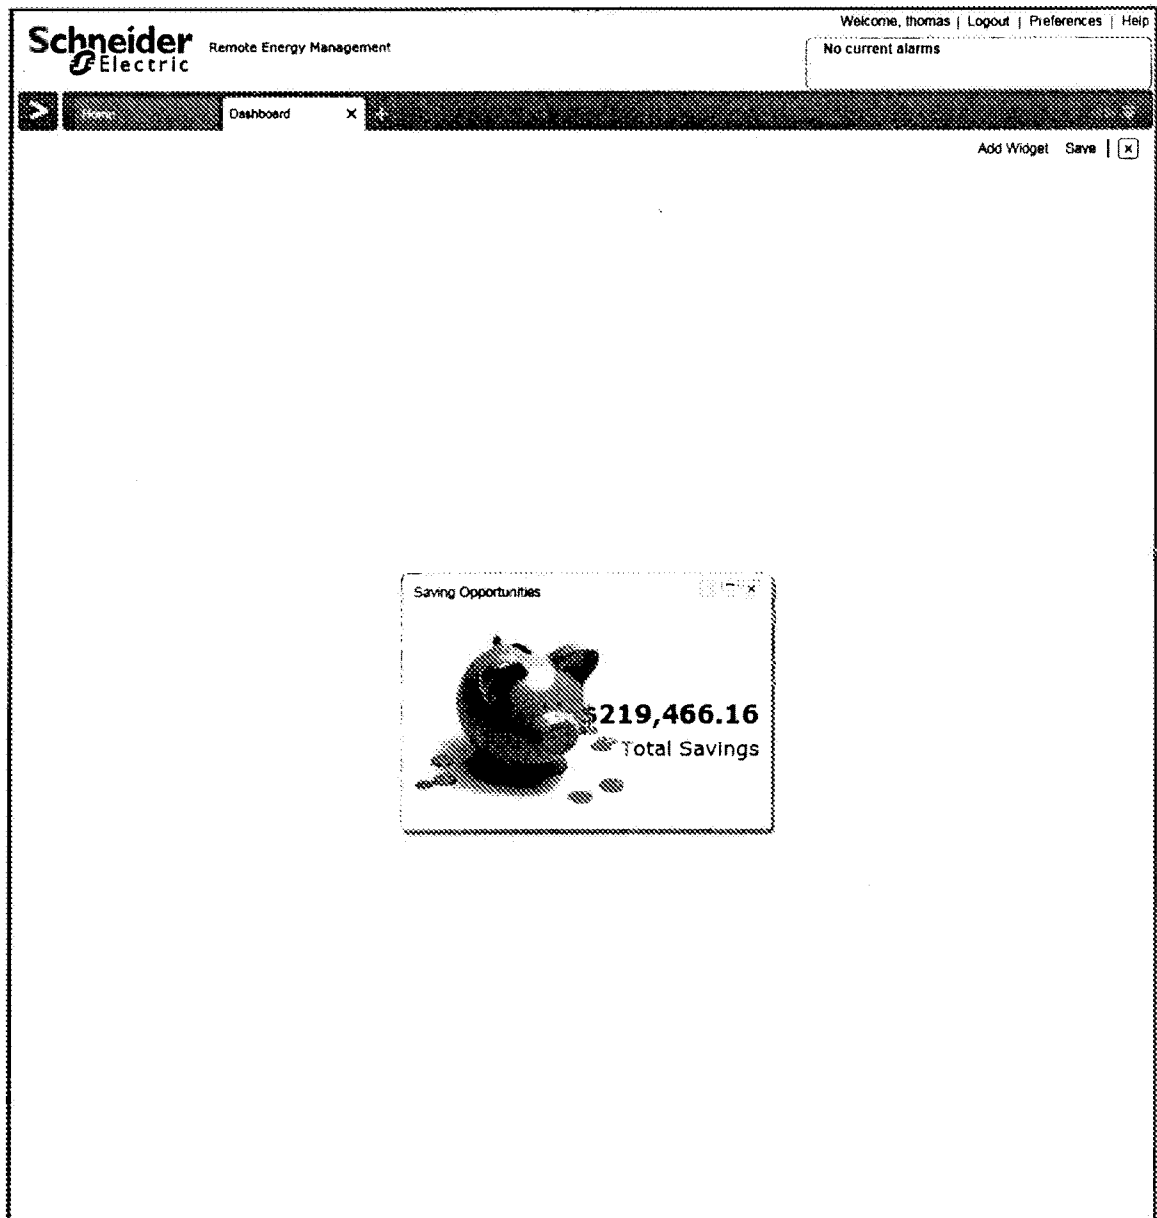 Welcome, thomas | Logout | Preferences | Help
Schneider Electric
Remote Energy Management
No current alarms
Home
Dashboard
Add Widget Save
Saving Opportunities
$219,466.16
Total Savings